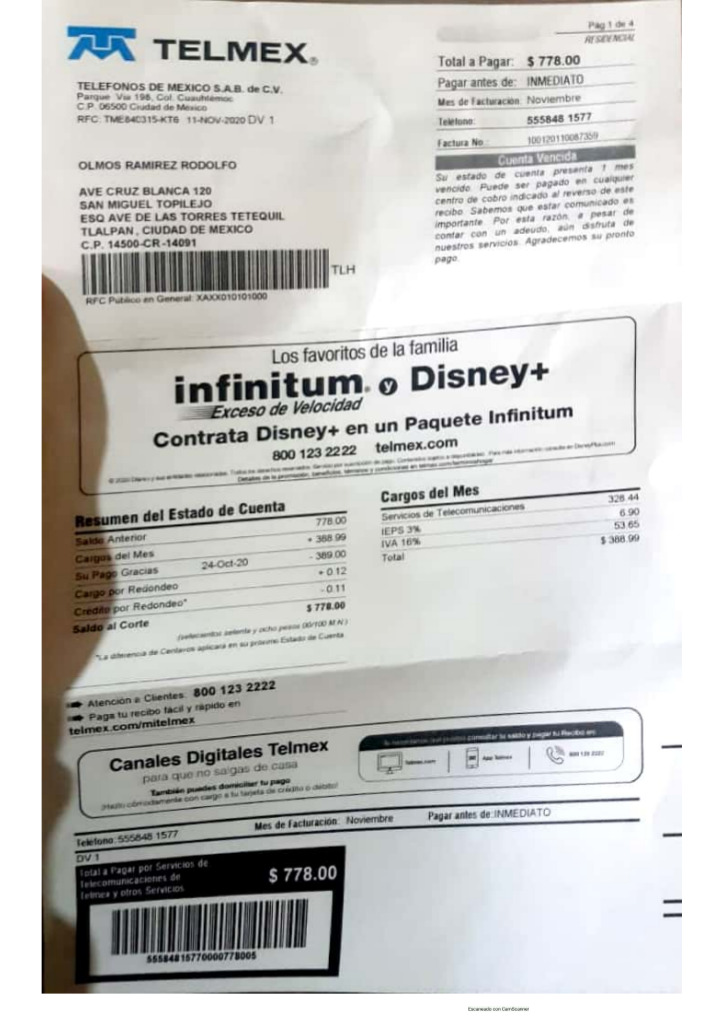 TELMEX®
Pág 1 de 4
RESIDENCIAL
TELEFONOS DE MEXICO S.A.B. de C.V.
Parque Via 198, Col. Cuauhtémoc
C.P. 06500 Ciudad de México
RFC: TME840315-KT6 11-NOV-2020 DV 1
Total a Pagar: $ 778.00
Pagar antes de: INMEDIATO
Mes de Facturación: Noviembre
Teléfono: 555848 1577
Factura No.: 100120110087359
Cuenta Vencida
Su estado de cuenta presenta 1 mes
vencido. Puede ser pagado en cualquier
centro de cobro indicado al reverso de este
recibo. Sabemos que estar comunicado es
importante. Por esta razón, a pesar de
contar con un adeudo, aún disfruta de
nuestros servicios. Agradecemos su pronto
pago.
OLMOS RAMIREZ RODOLFO
AVE CRUZ BLANCA 120
SAN MIGUEL TOPILEJO
ESQ AVE DE LAS TORRES TETEQUIL
TLALPAN, CIUDAD DE MEXICO
C.P. 14500-CR-14091
TLH
RFC Público en General: XAXX010101000
Los favoritos de la familia
infinitum® y Disney+
Exceso de Velocidad
Contrata Disney+ en un Paquete Infinitum
800 123 2222 telmex.com
Resumen del Estado de Cuenta
Saldo Anterior 778.00
Cargos del Mes + 388.99
Su Pago Gracias 24-Oct-20 - 389.00
Cargo por Redondeo + 0.12
Crédito por Redondeo* - 0.11
Saldo al Corte $ 778.00
(setecientos setenta y ocho pesos 00/100 M.N.)
*La diferencia de Centavos aplicará en su próximo Estado de Cuenta
Cargos del Mes
Servicios de Telecomunicaciones 328.44
IEPS 3% 6.90
IVA 16% 53.65
Total $ 388.99
Atención a Clientes: 800 123 2222
Paga tu recibo fácil y rápido en
telmex.com/mitelmex
Canales Digitales Telmex
para que no salgas de casa
También puedes domiciliar tu pago
¡Hazlo cómodamente con cargo a tu tarjeta de crédito o débito!
consultar tu saldo y pagar tu Recibo en:
Telmex.com
App Telmex
800 123 2222
Teléfono: 555848 1577 Mes de Facturación: Noviembre Pagar antes de: INMEDIATO
DV 1
Total a Pagar por Servicios de
Telecomunicaciones de
Telmex y otros Servicios
$ 778.00
55584815770000778005
Escaneado con CamScanner